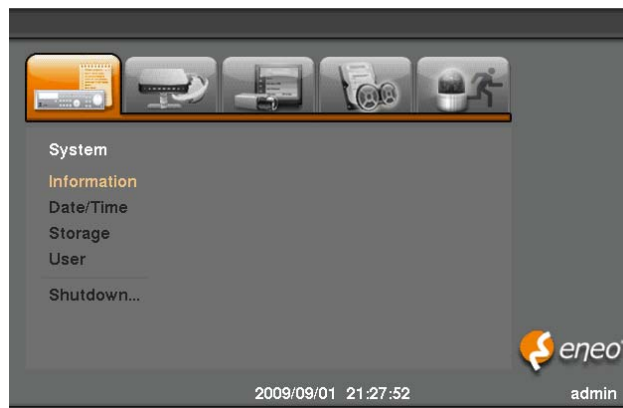 System
Information
Date/Time
Storage
User
Shutdown...
eneo
2009/09/01 21:27:52
admin